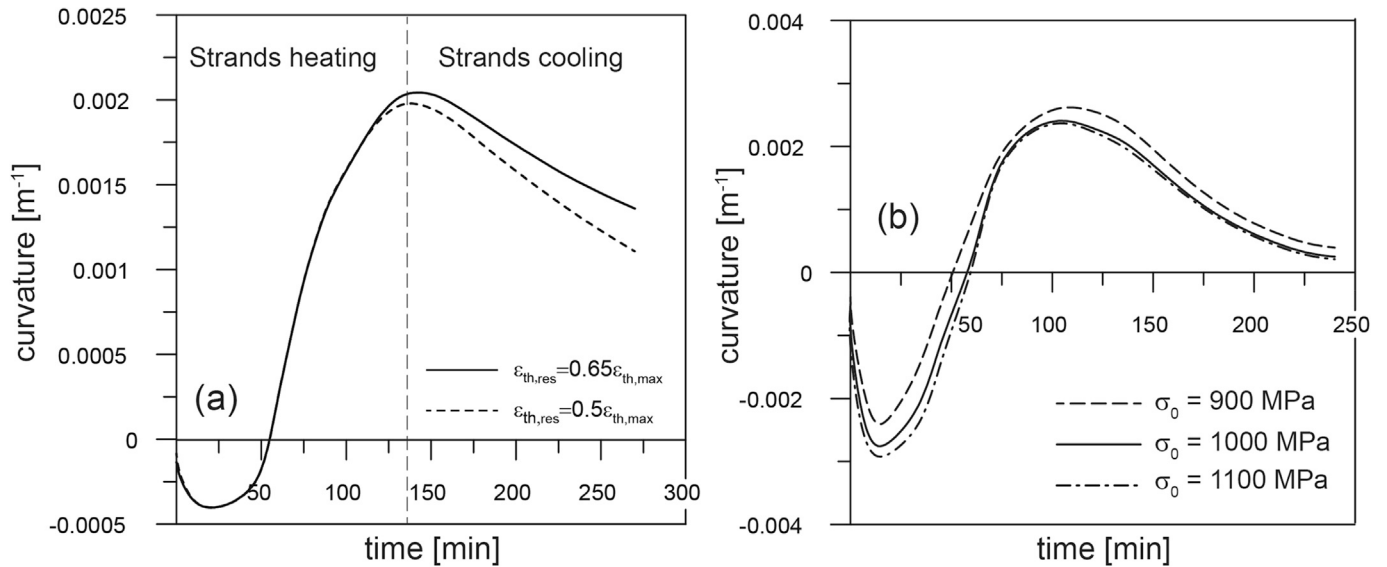 0.0025
0.002
0.0015
0.001
0.0005
0
-0.0005
curvature [m⁻¹]
Strands heating
Strands cooling
(a)
εth,res=0.65εth,max
εth,res=0.5εth,max
50 100 150 200 250 300
time [min]
0.004
0.002
0
-0.002
-0.004
curvature [m⁻¹]
(b)
50 100 150 200 250
σ0 = 900 MPa
σ0 = 1000 MPa
σ0 = 1100 MPa
time [min]